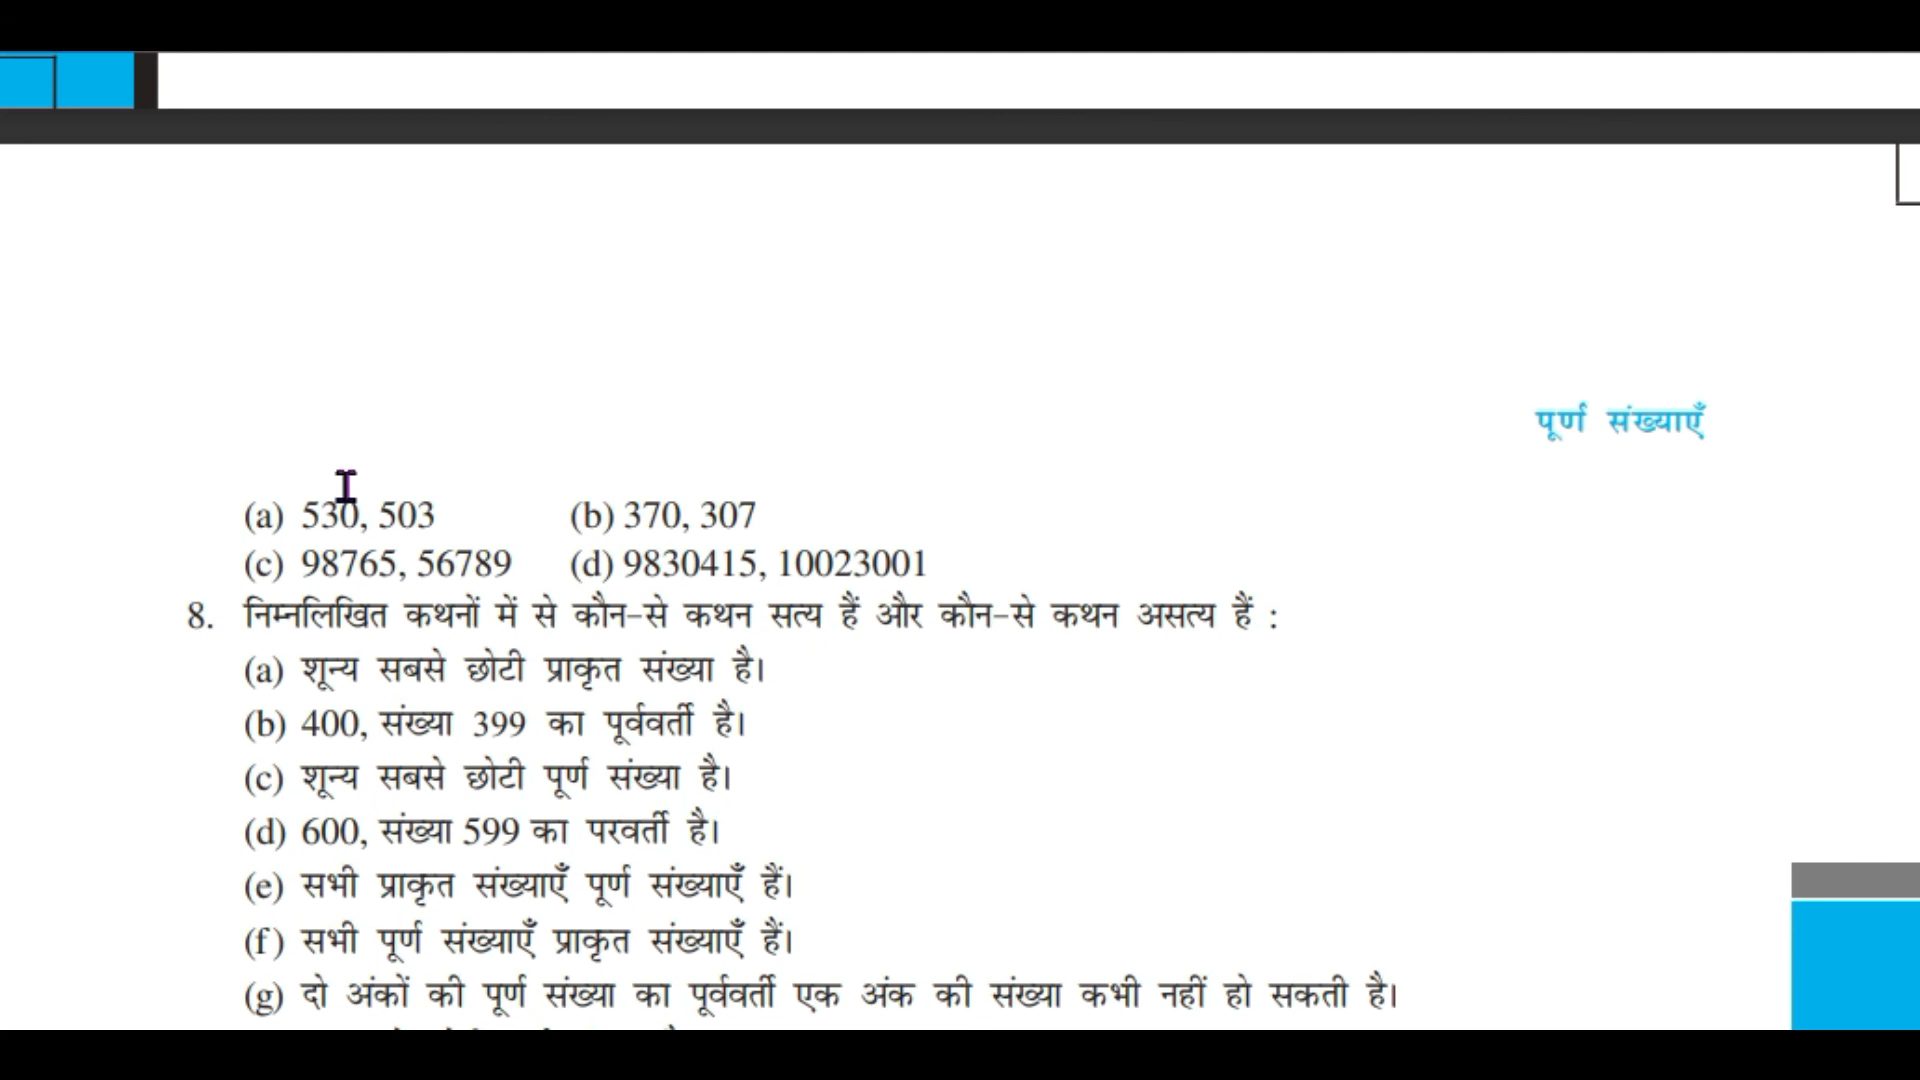 पूर्ण संख्याएँ
(a) 530, 503 (b) 370, 307
(c) 98765, 56789 (d) 9830415, 10023001
8. निम्नलिखित कथनों में से कौन-से कथन सत्य हैं और कौन-से कथन असत्य हैं :
(a) शून्य सबसे छोटी प्राकृत संख्या है।
(b) 400, संख्या 399 का पूर्ववर्ती है।
(c) शून्य सबसे छोटी पूर्ण संख्या है।
(d) 600, संख्या 599 का परवर्ती है।
(e) सभी प्राकृत संख्याएँ पूर्ण संख्याएँ हैं।
(f) सभी पूर्ण संख्याएँ प्राकृत संख्याएँ हैं।
(g) दो अंकों की पूर्ण संख्या का पूर्ववर्ती एक अंक की संख्या कभी नहीं हो सकती है।